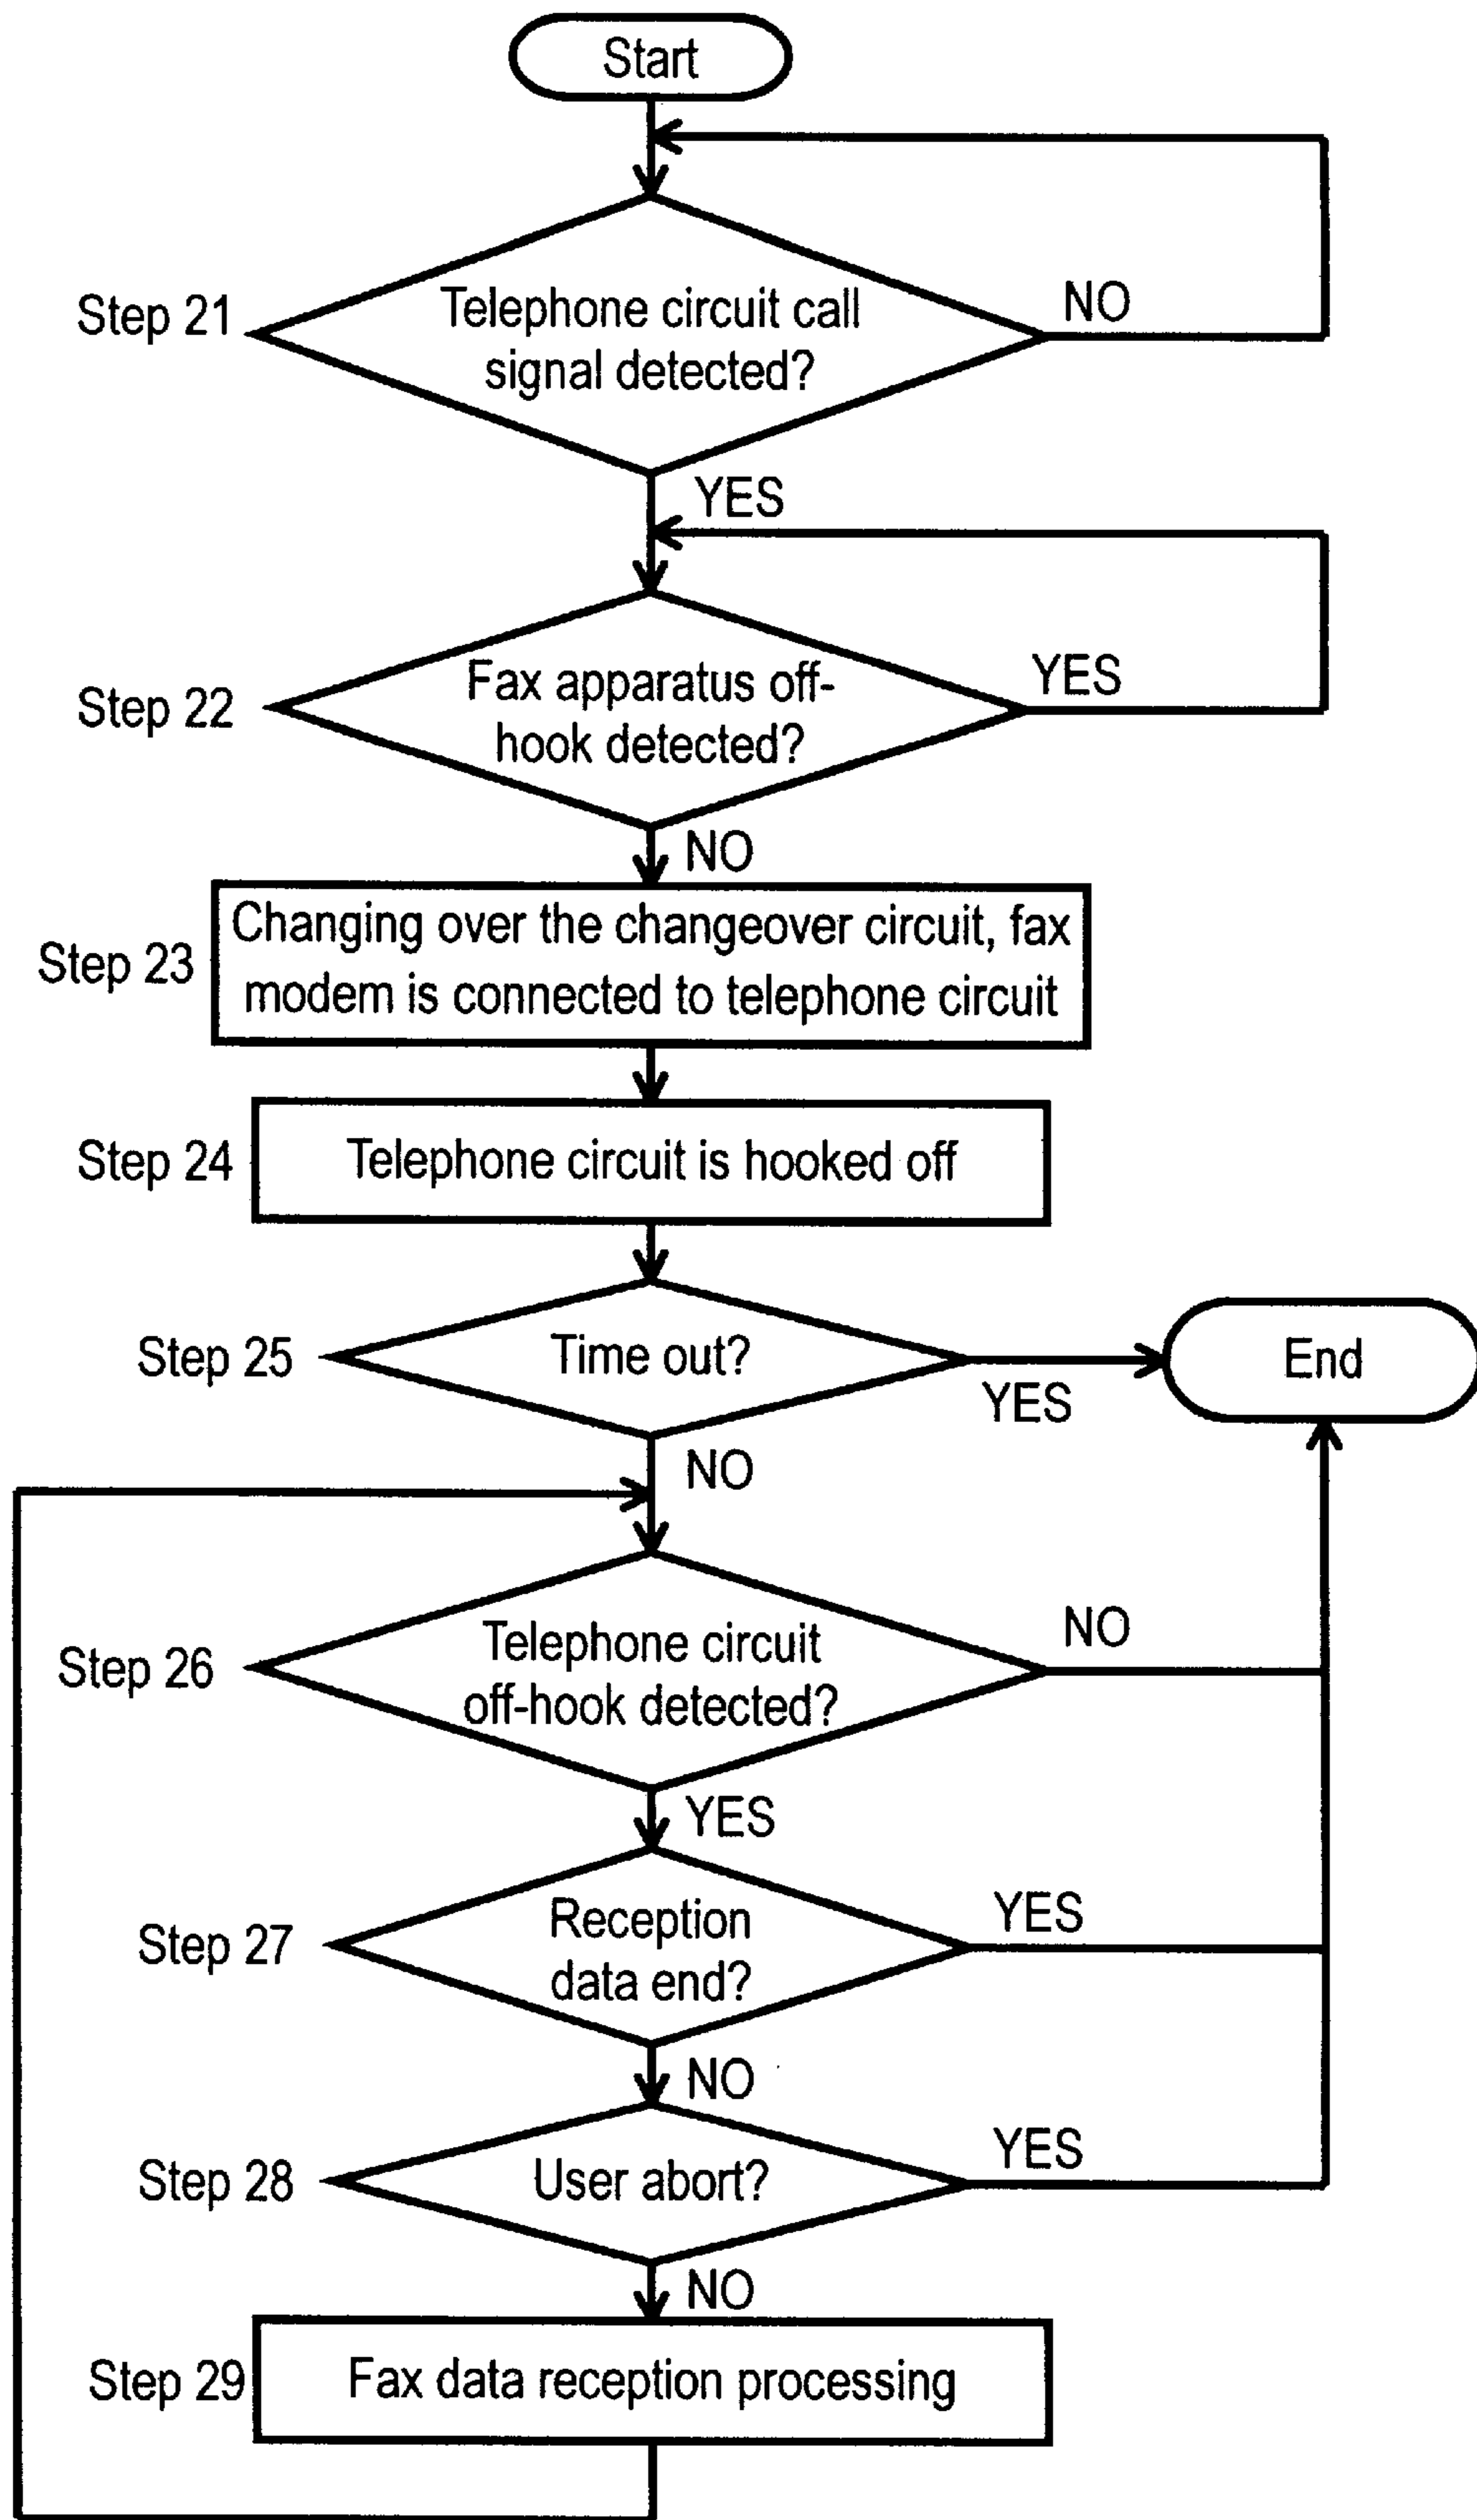 Start
Step 21
Telephone circuit call
signal detected?
NO
YES
Step 22
Fax apparatus off-
hook detected?
YES
NO
Step 23
Changing over the changeover circuit, fax
modem is connected to telephone circuit
Step 24
Telephone circuit is hooked off
Step 25
Time out?
YES
End
NO
Step 26
Telephone circuit
off-hook detected?
NO
YES
Step 27
Reception
data end?
YES
NO
Step 28
User abort?
YES
NO
Step 29
Fax data reception processing